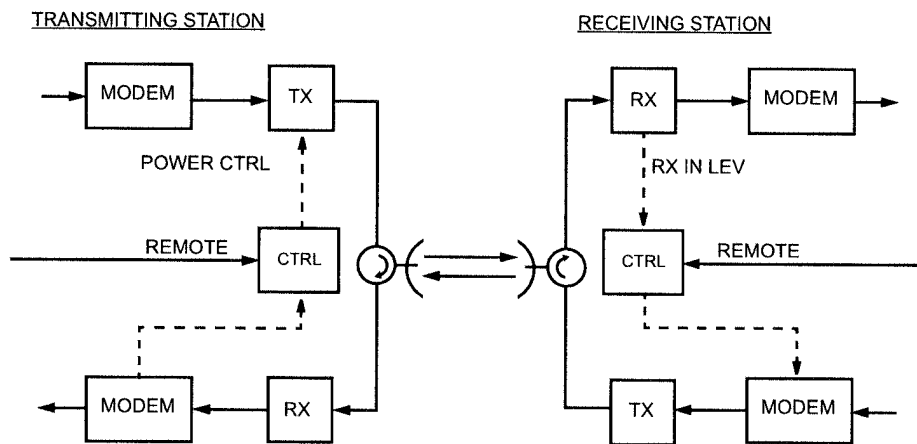 TRANSMITTING STATION
RECEIVING STATION
MODEM
TX
RX
MODEM
POWER CTRL
RX IN LEV
REMOTE
CTRL
CTRL
REMOTE
MODEM
RX
TX
MODEM